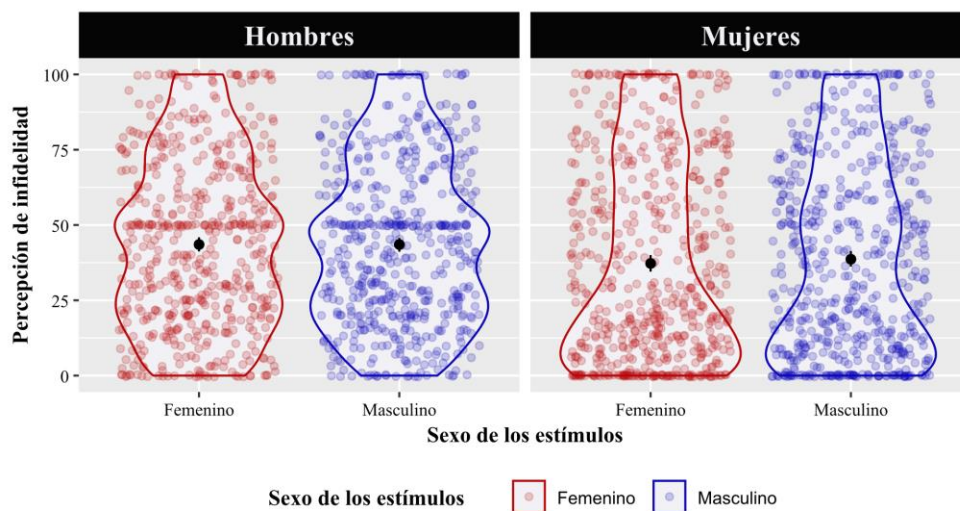 Hombres
Mujeres
Percepción de infidelidad
100
75
50
25
0
Femenino
Masculino
Femenino
Masculino
Sexo de los estímulos
Sexo de los estímulos
Femenino
Masculino